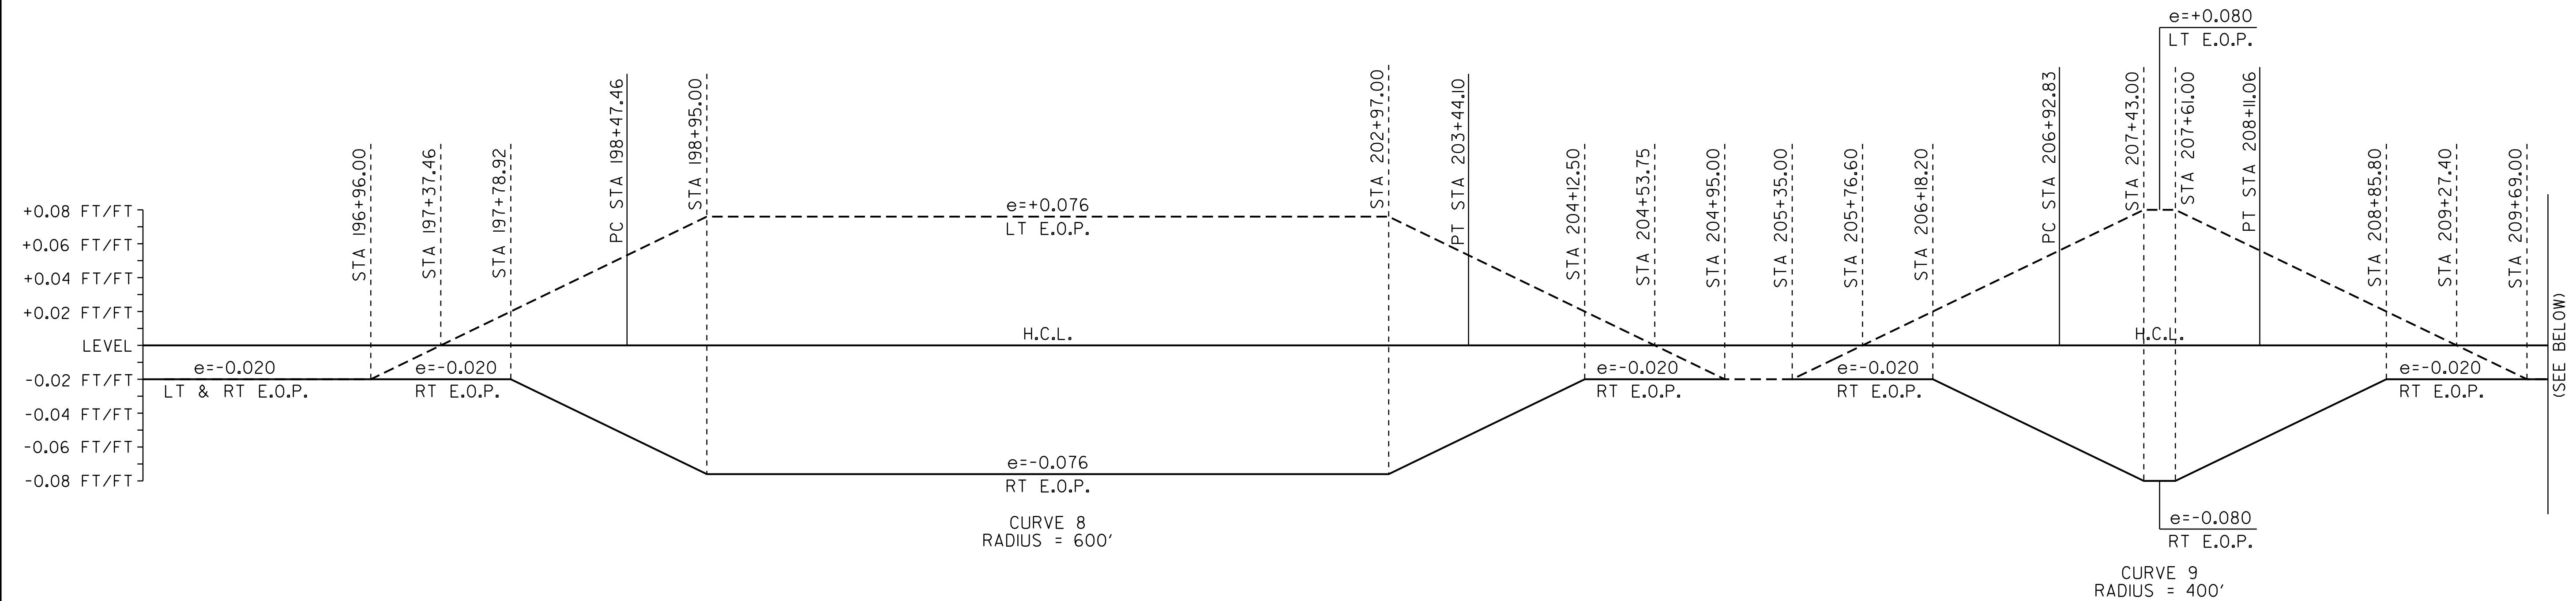 +0.08 FT/FT
+0.06 FT/FT
+0.04 FT/FT
+0.02 FT/FT
LEVEL
-0.02 FT/FT
-0.04 FT/FT
-0.06 FT/FT
-0.08 FT/FT
e=-0.020
LT & RT E.O.P.
STA 196+96.00
STA 197+37.46
STA 197+78.92
e=-0.020
RT E.O.P.
PC STA 198+47.46
STA 198+95.00
e=+0.076
LT E.O.P.
H.C.L.
e=-0.076
RT E.O.P.
CURVE 8
RADIUS = 600'
STA 202+97.00
PT STA 203+44.10
STA 204+12.50
STA 204+53.75
STA 204+95.00
e=-0.020
RT E.O.P.
STA 205+35.00
STA 205+76.60
STA 206+18.20
e=-0.020
RT E.O.P.
PC STA 206+92.83
STA 207+43.00
e=+0.080
LT E.O.P.
STA 207+61.00
PT STA 208+11.06
H.C.L.
e=-0.080
RT E.O.P.
CURVE 9
RADIUS = 400'
STA 208+85.80
STA 209+27.40
STA 209+69.00
e=-0.020
RT E.O.P.
(SEE BELOW)